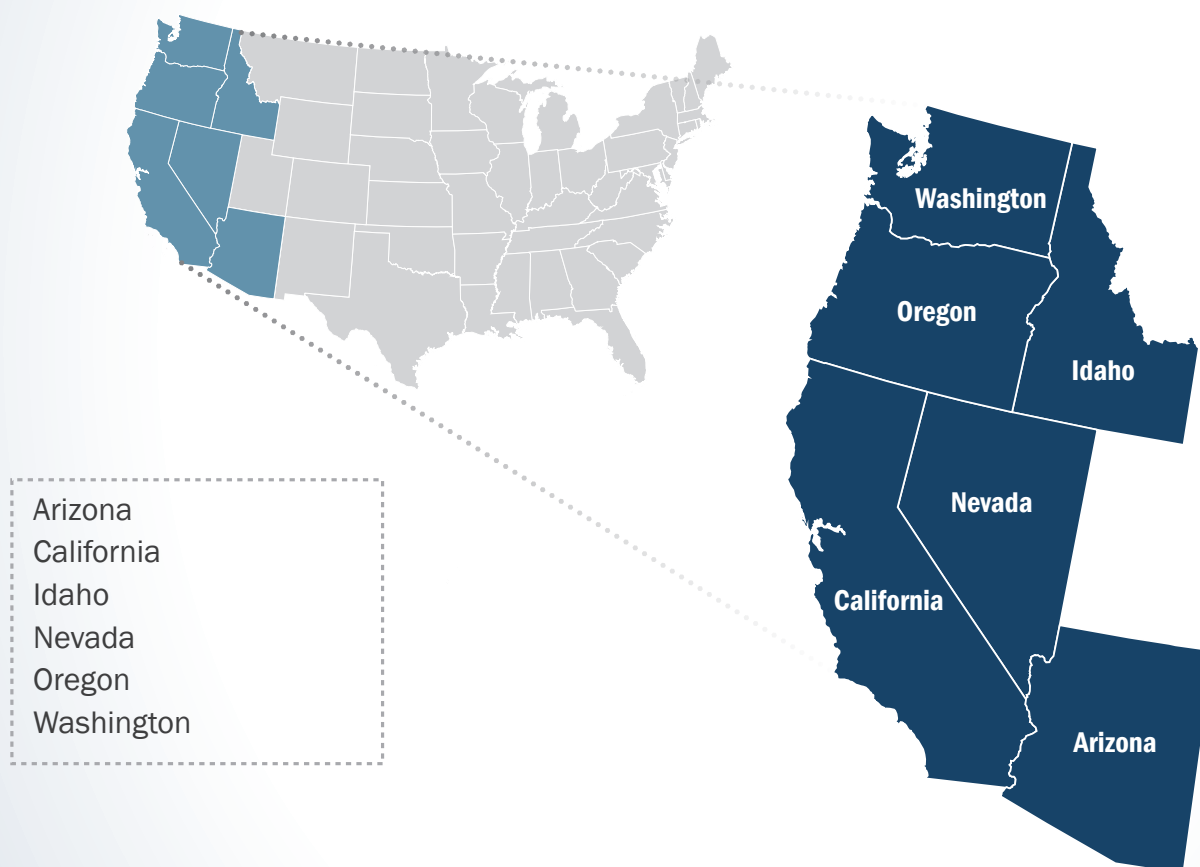 Arizona
California
Idaho
Nevada
Oregon
Washington
Washington
Oregon
Idaho
Nevada
California
Arizona